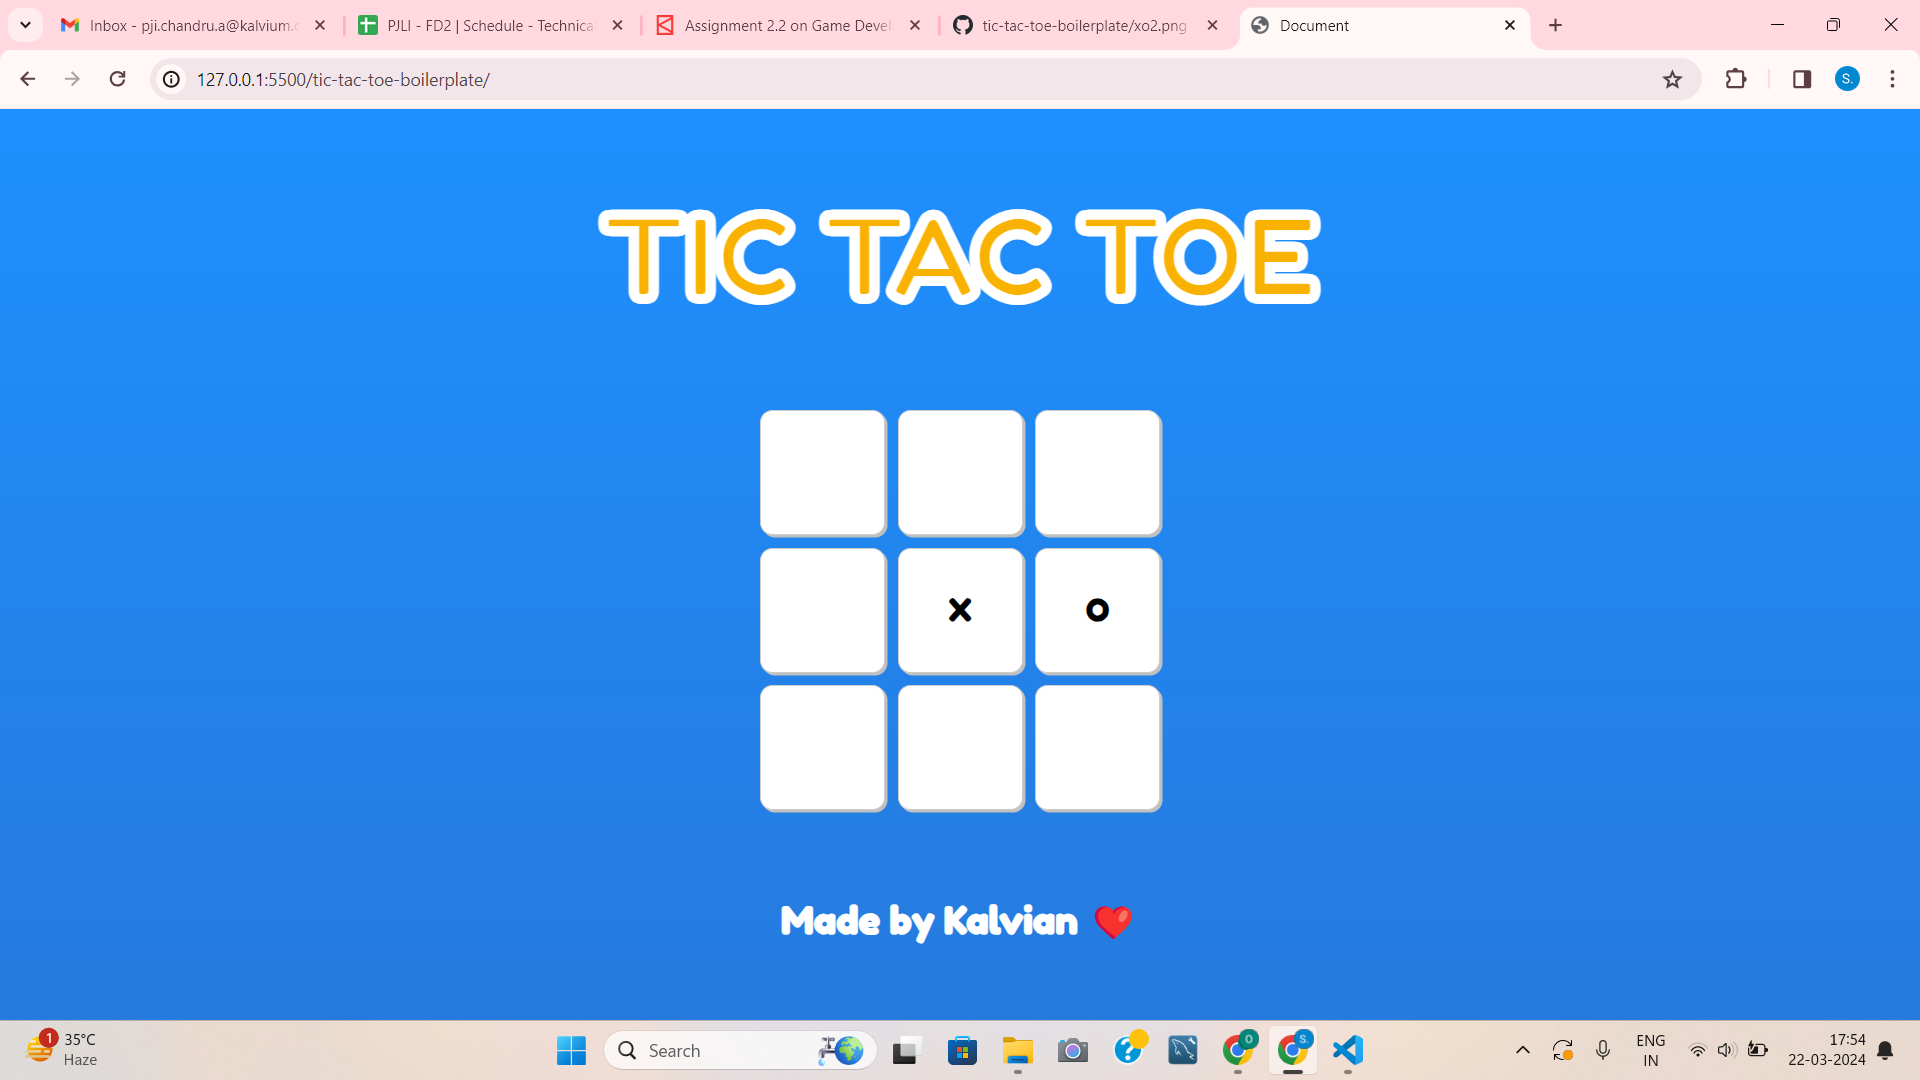 Inbox - pji.chandru.a@kalvium.c
PJLI - FD2 | Schedule - Technica
Assignment 2.2 on Game Devel
tic-tac-toe-boilerplate/xo2.png
Document
127.0.0.1:5500/tic-tac-toe-boilerplate/
S.
TIC TAC TOE
x o
Made by Kalvian ❤️
1
35°C
Haze
Search
O
S.
ENG
IN
17:54
22-03-2024